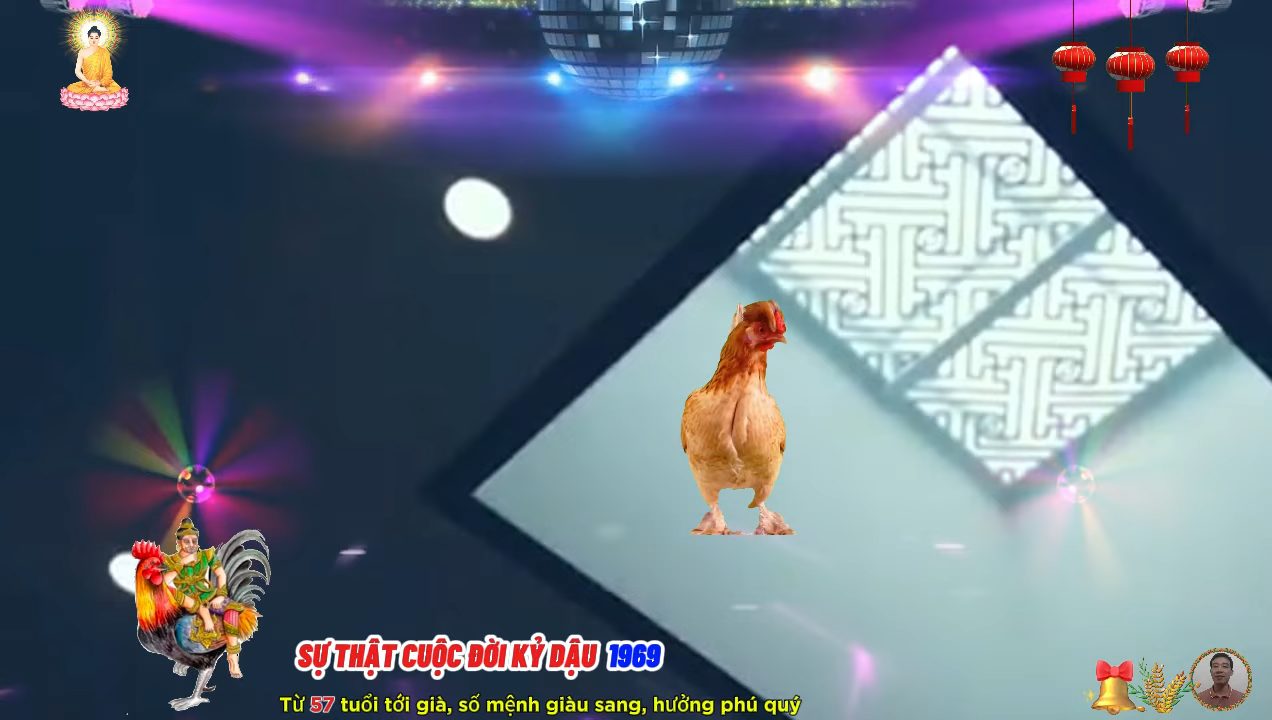 SỰ THẬT CUỘC ĐỜI KỶ DẬU 1969
Từ 57 tuổi tới già, số mệnh giàu sang, hưởng phú quý